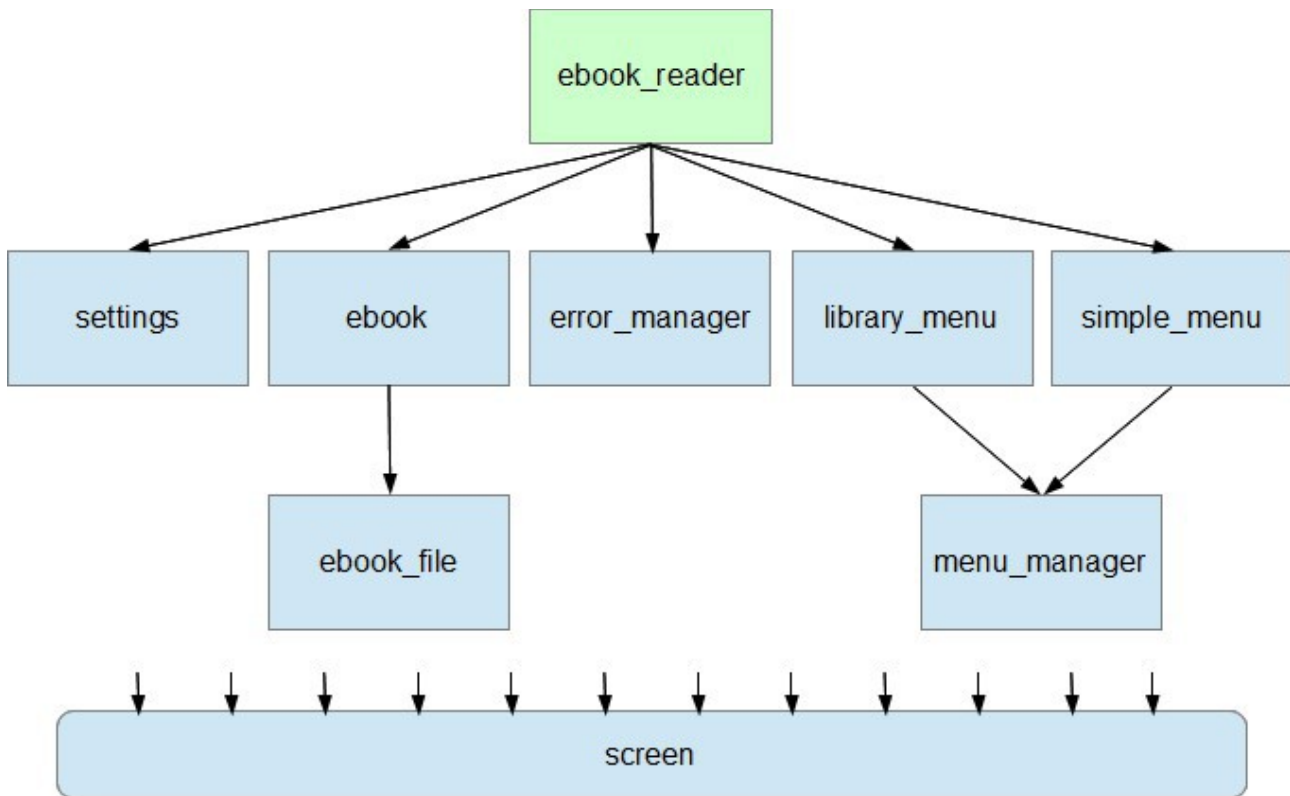 ebook_reader
settings
ebook
error_manager
library_menu
simple_menu
ebook_file
menu_manager
screen